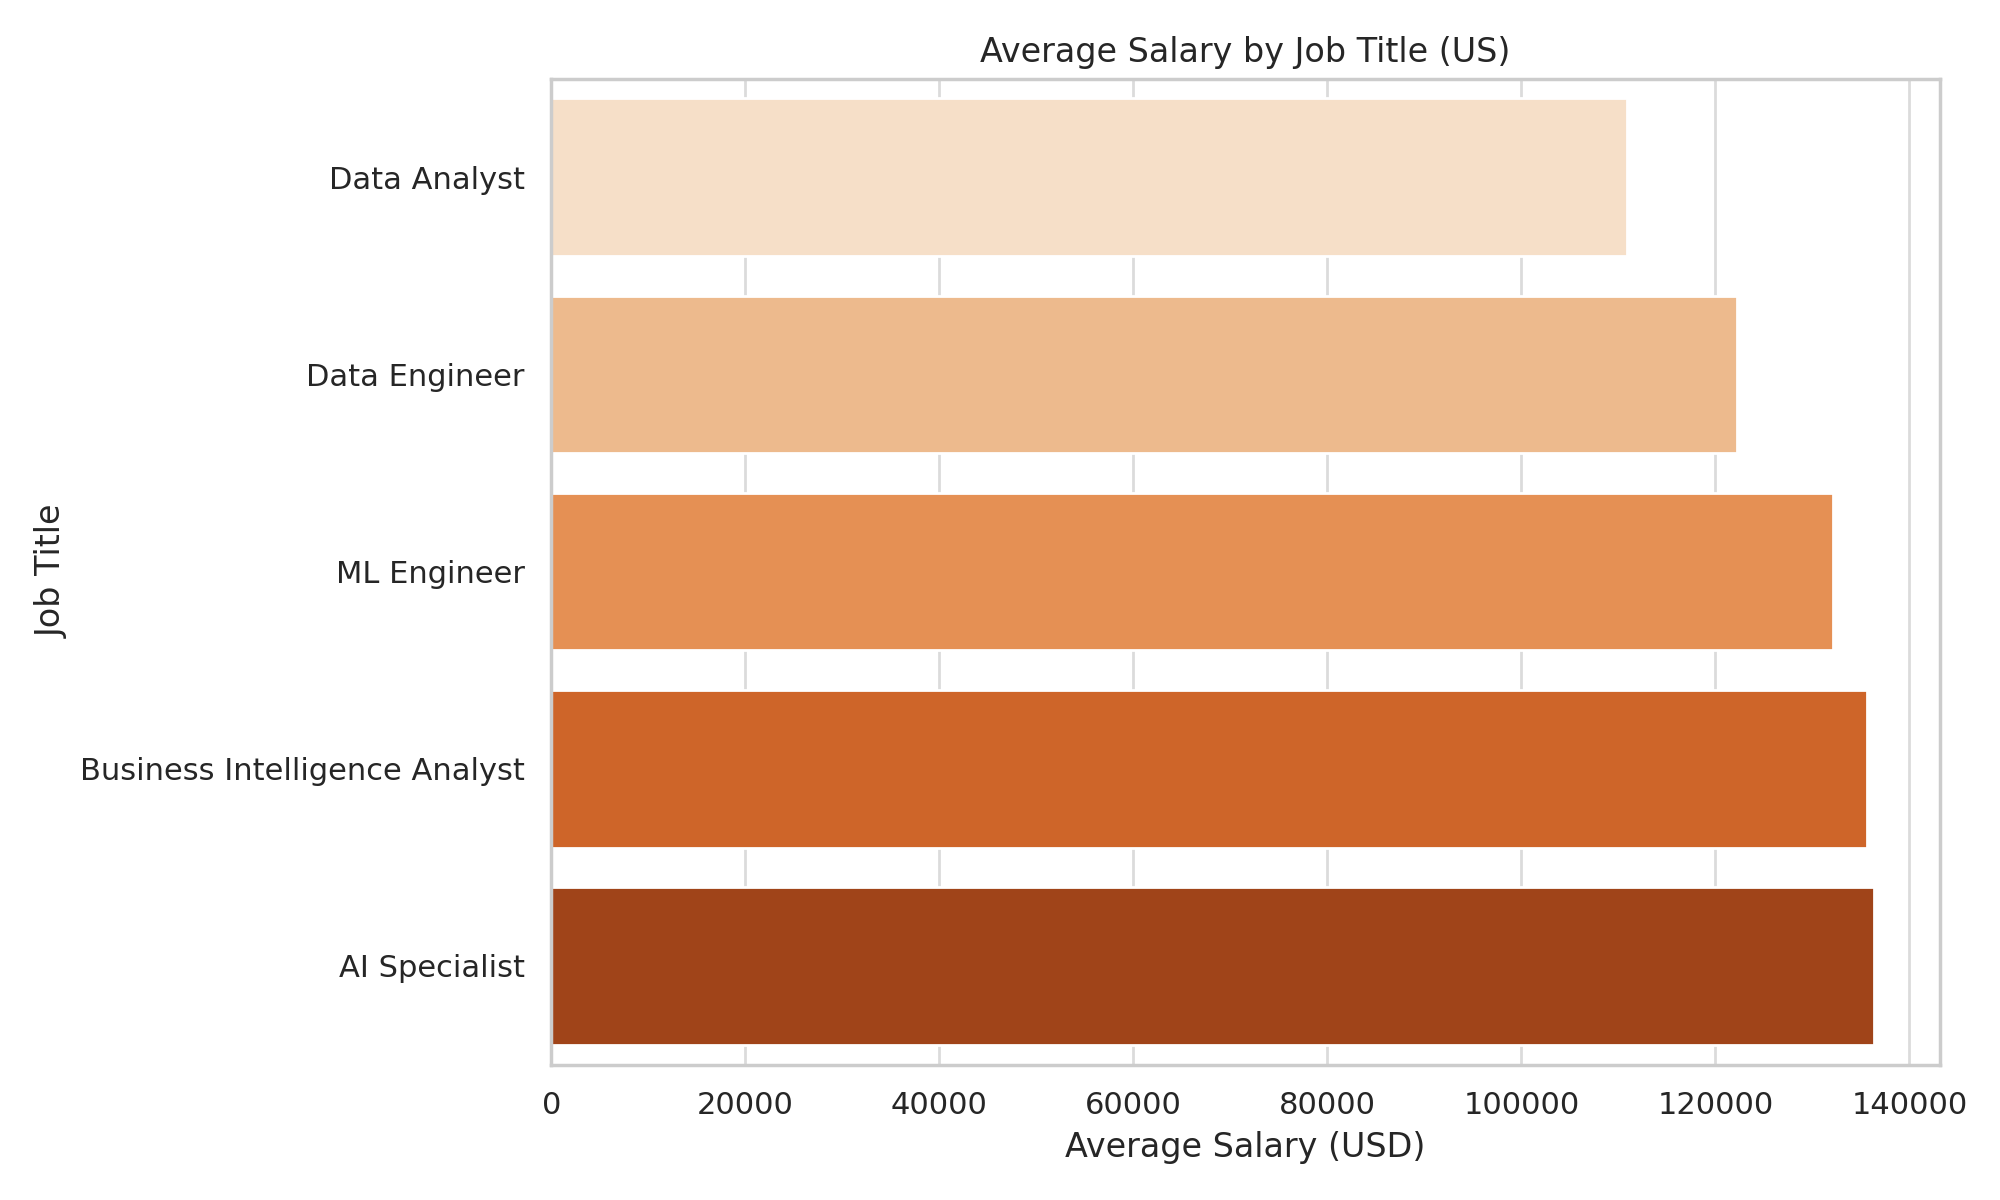 Average Salary by Job Title (US)
Data Analyst
Data Engineer
ML Engineer
Business Intelligence Analyst
AI Specialist
Job Title
0 20000 40000 60000 80000 100000 120000 140000
Average Salary (USD)